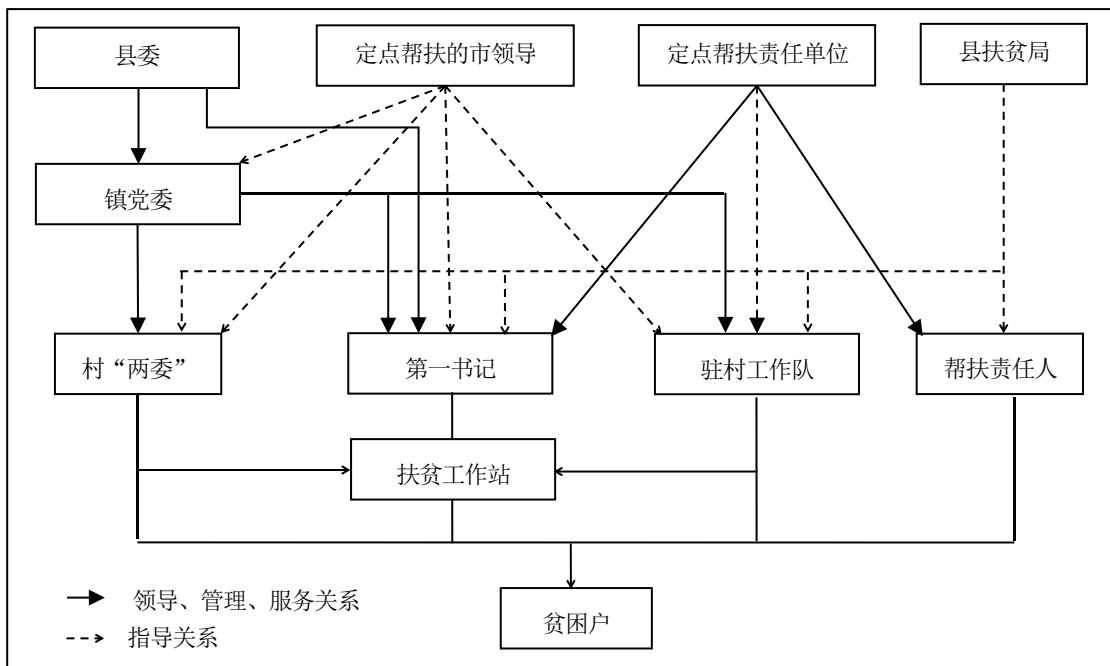 县委
定点帮扶的市领导
定点帮扶责任单位
县扶贫局
镇党委
村“两委”
第一书记
驻村工作队
帮扶责任人
扶贫工作站
贫困户
领导、管理、服务关系
指导关系